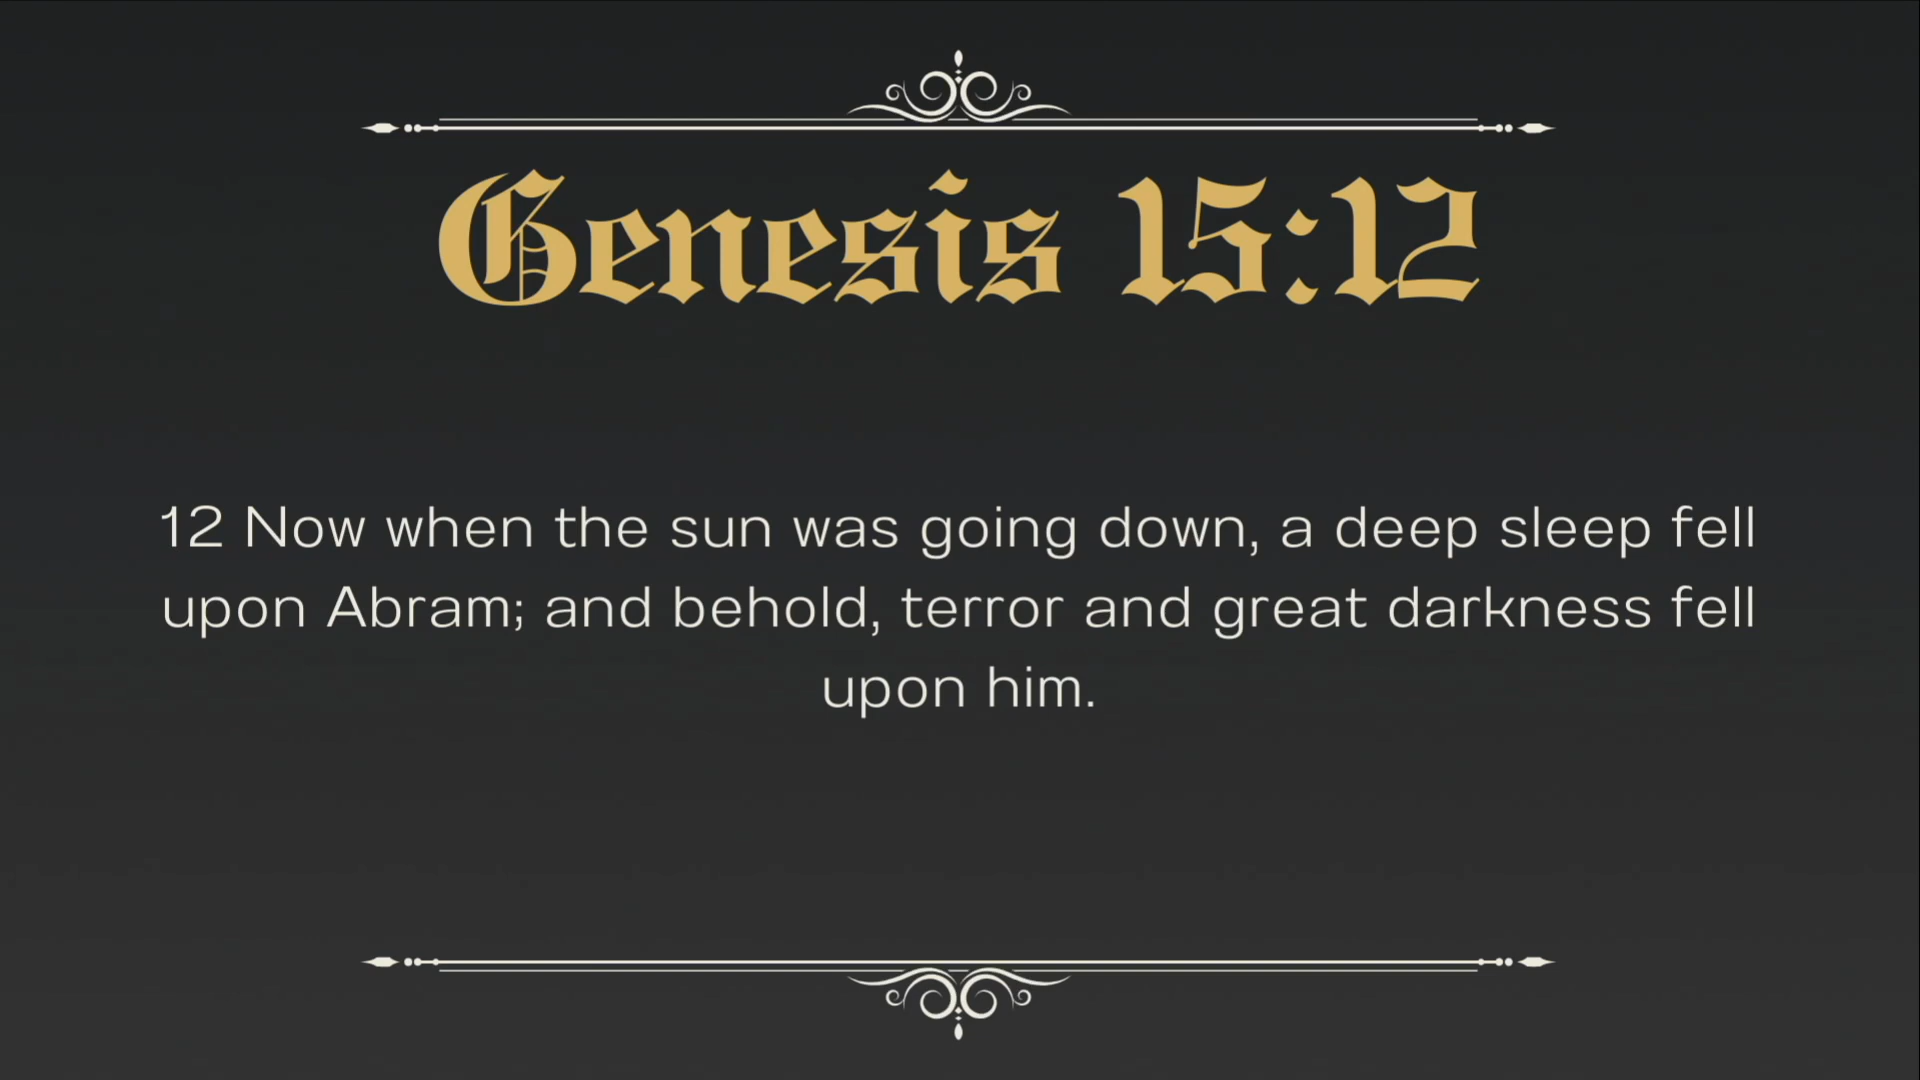 Genesis 15:12
12 Now when the sun was going down, a deep sleep fell
upon Abram; and behold, terror and great darkness fell
upon him.